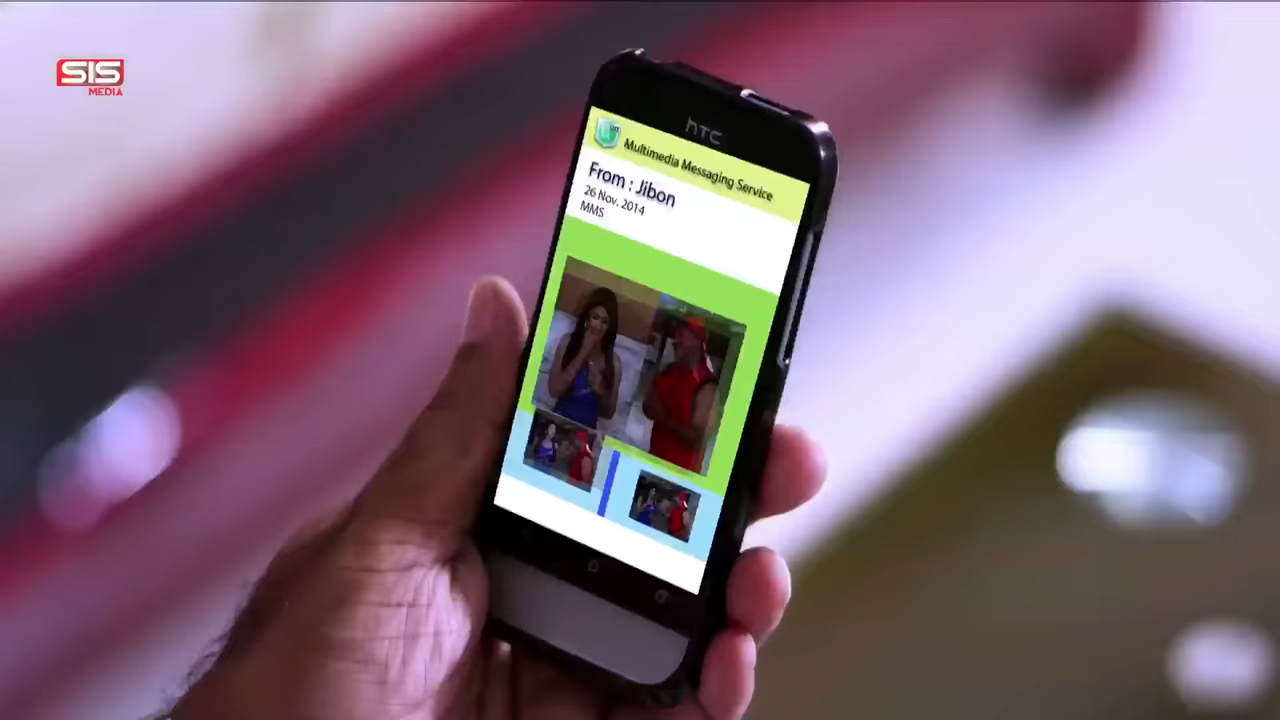 SIS
MEDIA
hTC
Multimedia Messaging Service
From : Jibon
26 Nov. 2014
MMS